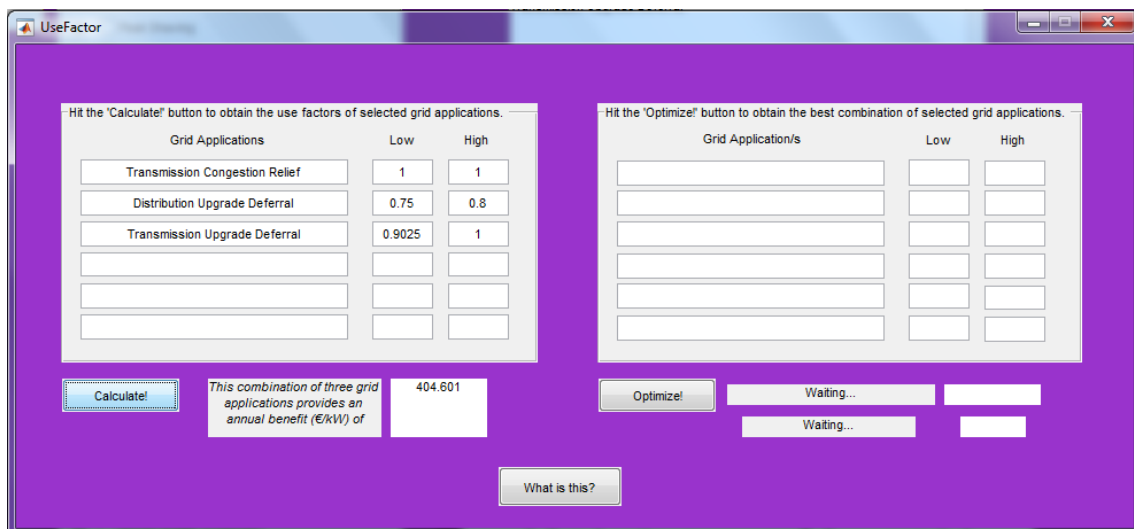 UseFactor
Hit the 'Calculate!' button to obtain the use factors of selected grid applications.
Grid Applications Low High
Transmission Congestion Relief 1 1
Distribution Upgrade Deferral 0.75 0.8
Transmission Upgrade Deferral 0.9025 1
Calculate!
This combination of three grid
applications provides an
annual benefit (€/kW) of
404.601
Hit the 'Optimize!' button to obtain the best combination of selected grid applications.
Grid Application/s Low High
Optimize!
Waiting...
Waiting...
What is this?